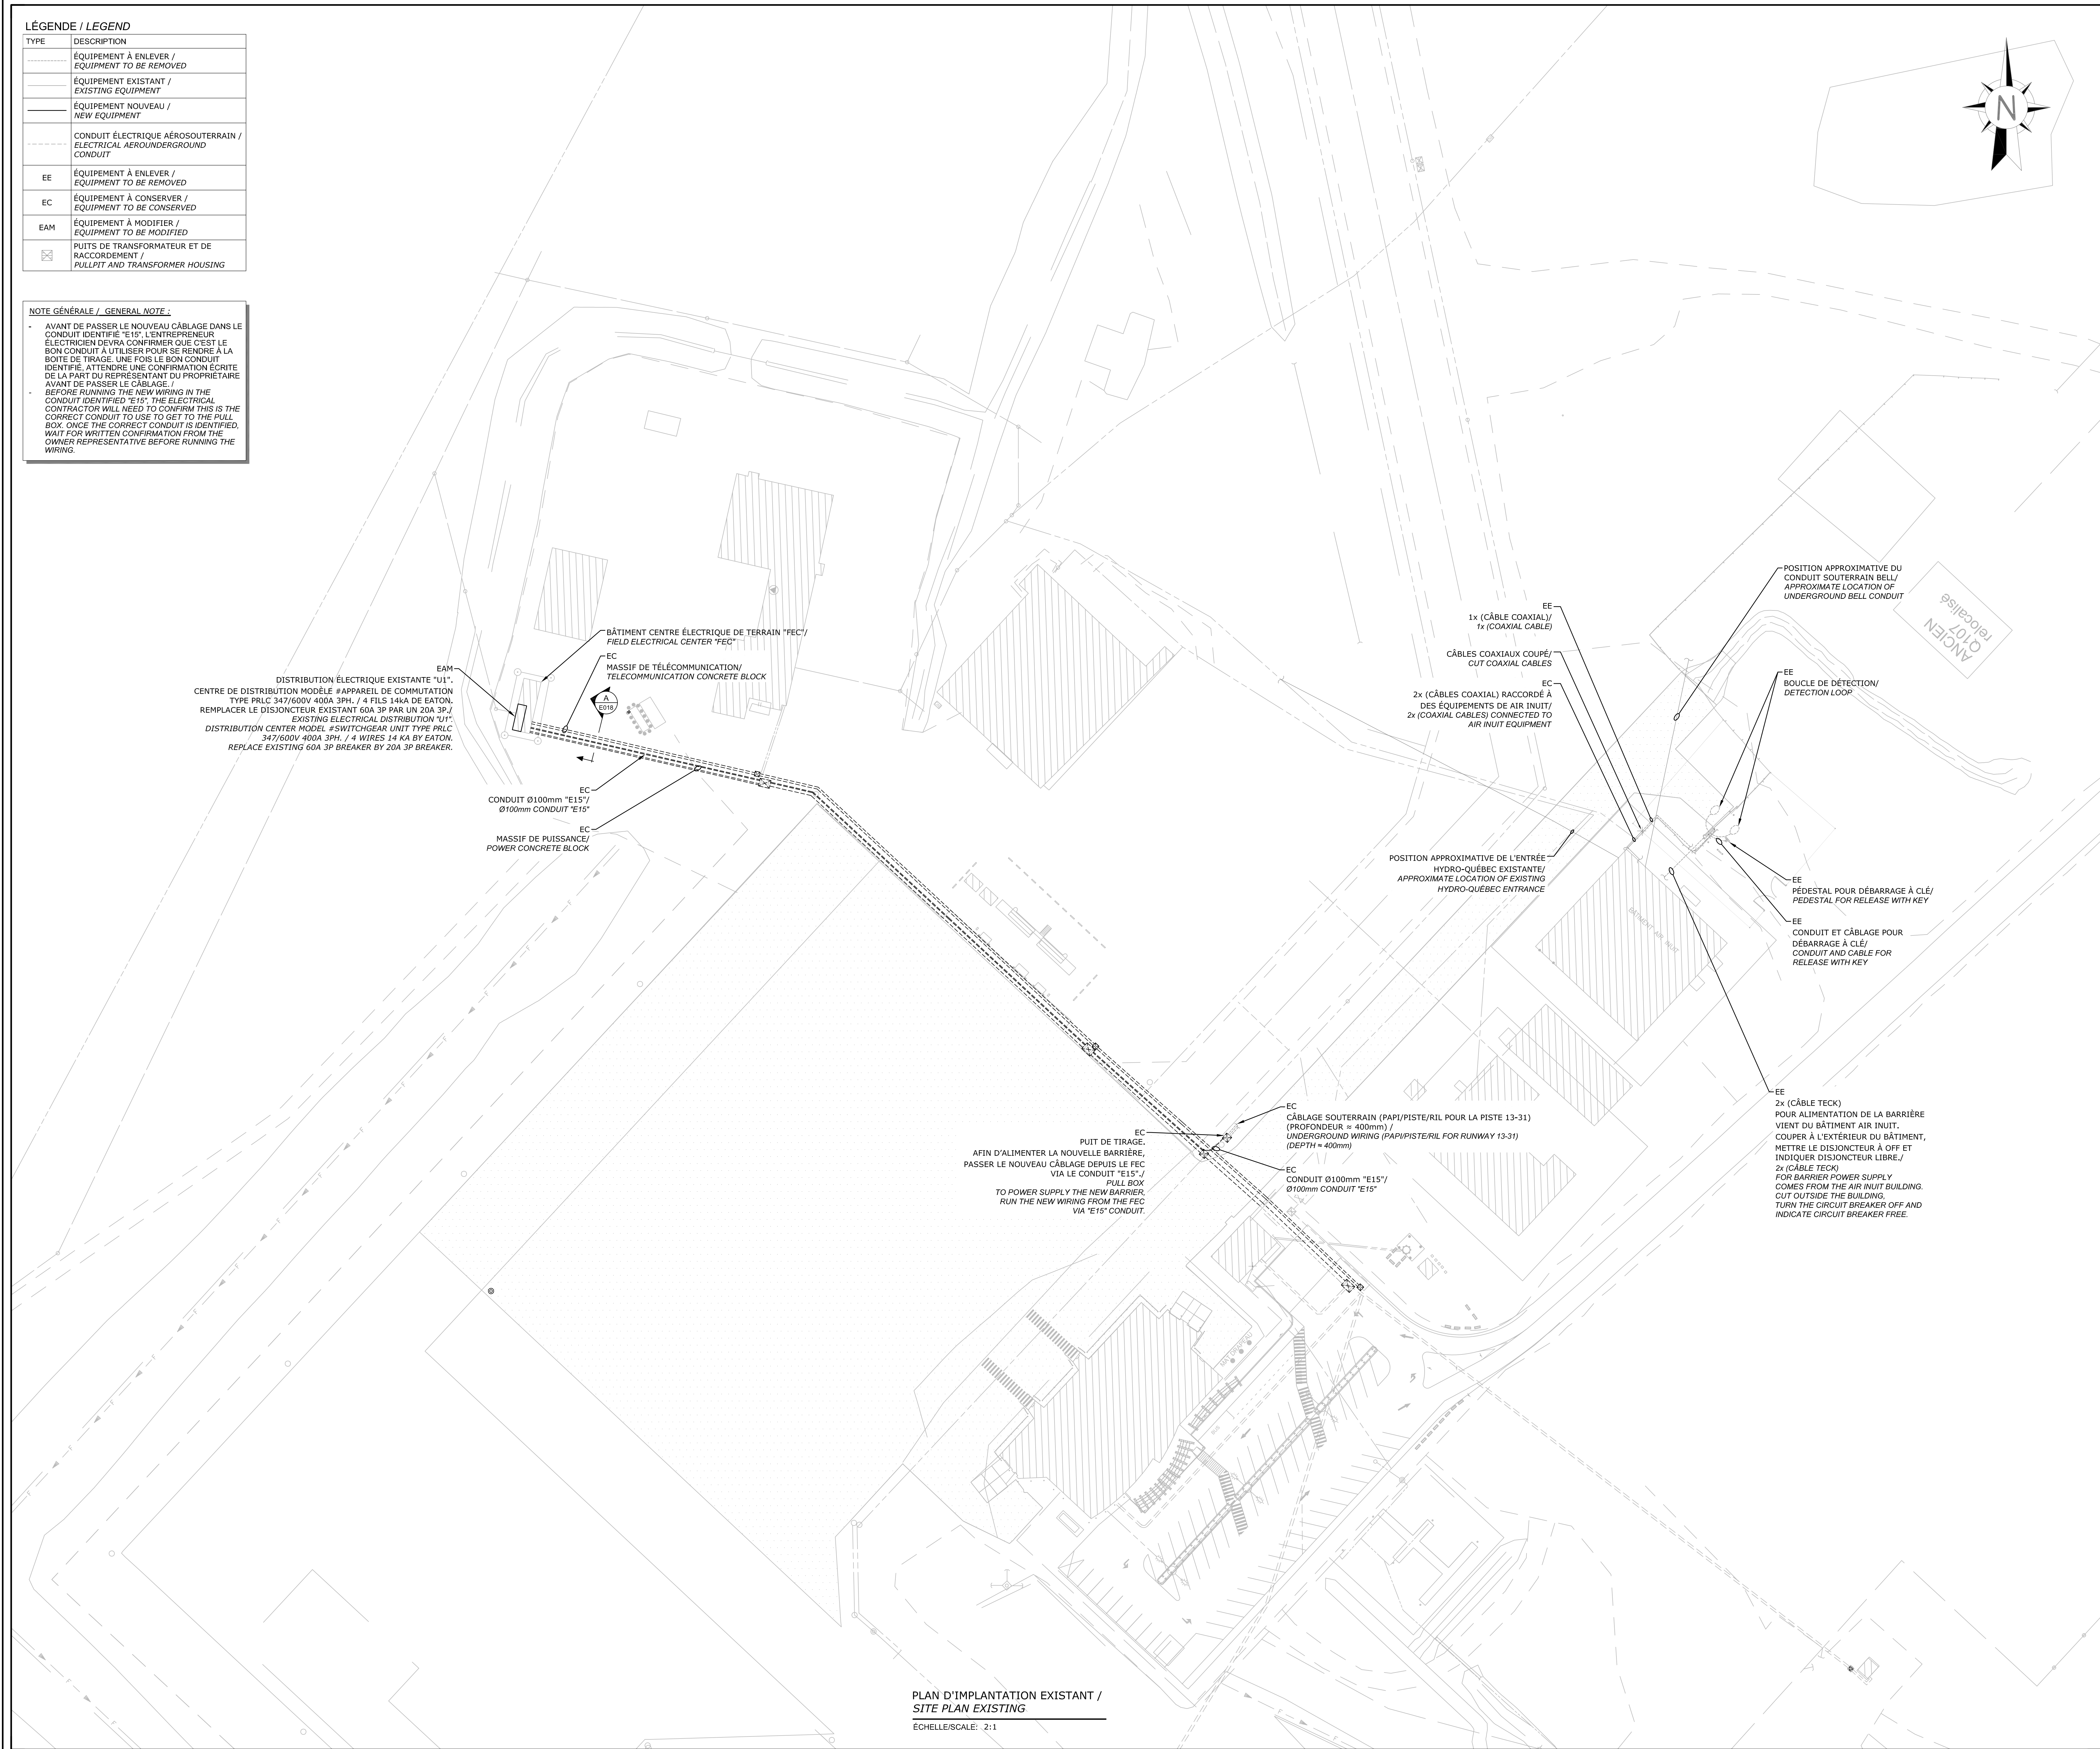 LÉGENDE / LEGEND
TYPE DESCRIPTION
ÉQUIPEMENT À ENLEVER /
EQUIPMENT TO BE REMOVED
ÉQUIPEMENT EXISTANT /
EXISTING EQUIPMENT
ÉQUIPEMENT NOUVEAU /
NEW EQUIPMENT
CONDUIT ÉLECTRIQUE AÉROSOUTERRAIN /
ELECTRICAL AEROUNDERGROUND
CONDUIT
EE ÉQUIPEMENT À ENLEVER /
EQUIPMENT TO BE REMOVED
EC ÉQUIPEMENT À CONSERVER /
EQUIPMENT TO BE CONSERVED
EAM ÉQUIPEMENT À MODIFIER /
EQUIPMENT TO BE MODIFIED
PUITS DE TRANSFORMATEUR ET DE
RACCORDEMENT /
PULLPIT AND TRANSFORMER HOUSING
NOTE GÉNÉRALE / GENERAL NOTE :
- AVANT DE PASSER LE NOUVEAU CÂBLAGE DANS LE
CONDUIT IDENTIFIÉ "E15", L'ENTREPRENEUR
ÉLECTRICIEN DEVRA CONFIRMER QUE C'EST LE
BON CONDUIT À UTILISER POUR SE RENDRE À LA
BOITE DE TIRAGE. UNE FOIS LE BON CONDUIT
IDENTIFIÉ, ATTENDRE UNE CONFIRMATION ÉCRITE
DE LA PART DU REPRÉSENTANT DU PROPRIÉTAIRE
AVANT DE PASSER LE CÂBLAGE. /
- BEFORE RUNNING THE NEW WIRING IN THE
CONDUIT IDENTIFIED "E15", THE ELECTRICAL
CONTRACTOR WILL NEED TO CONFIRM THIS IS THE
CORRECT CONDUIT TO USE TO GET TO THE PULL
BOX. ONCE THE CORRECT CONDUIT IS IDENTIFIED,
WAIT FOR WRITTEN CONFIRMATION FROM THE
OWNER REPRESENTATIVE BEFORE RUNNING THE
WIRING.
N
BÂTIMENT CENTRE ÉLECTRIQUE DE TERRAIN "FEC"/
FIELD ELECTRICAL CENTER "FEC"
EC
MASSIF DE TÉLÉCOMMUNICATION/
TELECOMMUNICATION CONCRETE BLOCK
A
E018
EAM
DISTRIBUTION ÉLECTRIQUE EXISTANTE "U1".
CENTRE DE DISTRIBUTION MODÈLE #APPAREIL DE COMMUTATION
TYPE PRLC 347/600V 400A 3PH. / 4 FILS 14kA DE EATON.
REMPLACER LE DISJONCTEUR EXISTANT 60A 3P PAR UN 20A 3P./
EXISTING ELECTRICAL DISTRIBUTION "U1".
DISTRIBUTION CENTER MODEL #SWITCHGEAR UNIT TYPE PRLC
347/600V 400A 3PH. / 4 WIRES 14 KA BY EATON.
REPLACE EXISTING 60A 3P BREAKER BY 20A 3P BREAKER.
EC
CONDUIT Ø100mm "E15"/
Ø100mm CONDUIT "E15"
EC
MASSIF DE PUISSANCE/
POWER CONCRETE BLOCK
EE
1x (CÂBLE COAXIAL)/
1x (COAXIAL CABLE)
CÂBLES COAXIAUX COUPÉ/
CUT COAXIAL CABLES
EC
2x (CÂBLES COAXIAL) RACCORDÉ À
DES ÉQUIPEMENTS DE AIR INUIT/
2x (COAXIAL CABLES) CONNECTED TO
AIR INUIT EQUIPMENT
POSITION APPROXIMATIVE DU
CONDUIT SOUTERRAIN BELL/
APPROXIMATE LOCATION OF
UNDERGROUND BELL CONDUIT
ANCIEN
Q107
relocalisé
EE
BOUCLE DE DÉTECTION/
DETECTION LOOP
POSITION APPROXIMATIVE DE L'ENTRÉE
HYDRO-QUÉBEC EXISTANTE/
APPROXIMATE LOCATION OF EXISTING
HYDRO-QUÉBEC ENTRANCE
BÂTIMENT AIR INUIT
EE
PÉDESTAL POUR DÉBARRAGE À CLÉ/
PEDESTAL FOR RELEASE WITH KEY
EE
CONDUIT ET CÂBLAGE POUR
DÉBARRAGE À CLÉ/
CONDUIT AND CABLE FOR
RELEASE WITH KEY
EE
2x (CÂBLE TECK)
POUR ALIMENTATION DE LA BARRIÈRE
VIENT DU BÂTIMENT AIR INUIT.
COUPER À L'EXTÉRIEUR DU BÂTIMENT,
METTRE LE DISJONCTEUR À OFF ET
INDIQUER DISJONCTEUR LIBRE./
2x (CÂBLE TECK)
FOR BARRIER POWER SUPPLY
COMES FROM THE AIR INUIT BUILDING.
CUT OUTSIDE THE BUILDING,
TURN THE CIRCUIT BREAKER OFF AND
INDICATE CIRCUIT BREAKER FREE.
EC
CÂBLAGE SOUTERRAIN (PAPI/PISTE/RIL POUR LA PISTE 13-31)
(PROFONDEUR ≈ 400mm) /
UNDERGROUND WIRING (PAPI/PISTE/RIL FOR RUNWAY 13-31)
(DEPTH ≈ 400mm)
EC
CONDUIT Ø100mm "E15"/
Ø100mm CONDUIT "E15"
EC
PUIT DE TIRAGE.
AFIN D'ALIMENTER LA NOUVELLE BARRIÈRE,
PASSER LE NOUVEAU CÂBLAGE DEPUIS LE FEC
VIA LE CONDUIT "E15"./
PULL BOX
TO POWER SUPPLY THE NEW BARRIER,
RUN THE NEW WIRING FROM THE FEC
VIA "E15" CONDUIT.
PLAN D'IMPLANTATION EXISTANT /
SITE PLAN EXISTING
ÉCHELLE/SCALE: 2:1